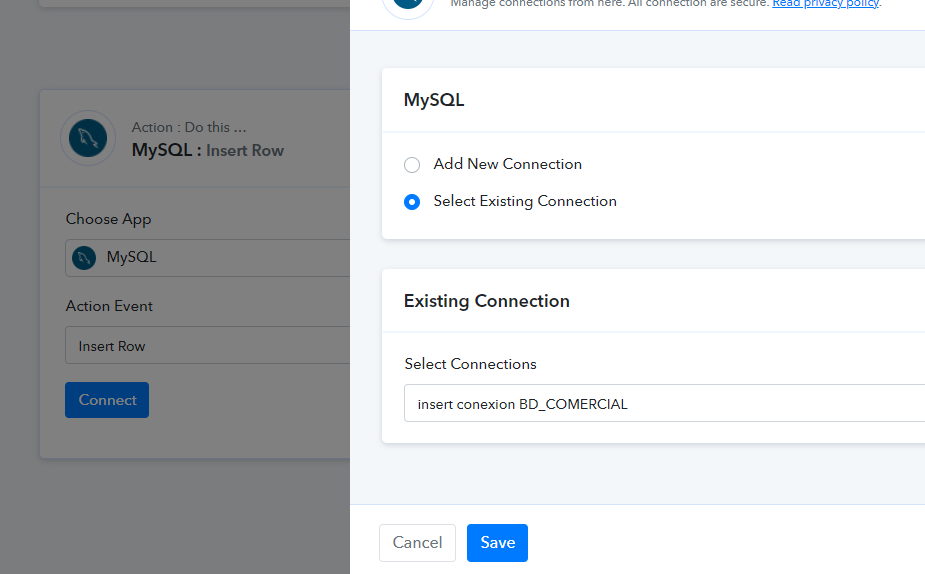 Manage connections from here. All connection are secure. Read privacy policy.
Action : Do this ...
MySQL : Insert Row
Choose App
MySQL
Action Event
Insert Row
Connect
MySQL
Add New Connection
Select Existing Connection
Existing Connection
Select Connections
insert conexion BD_COMERCIAL
Cancel
Save